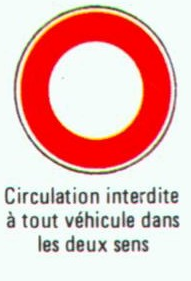 Circulation interdite
à tout véhicule dans
les deux sens